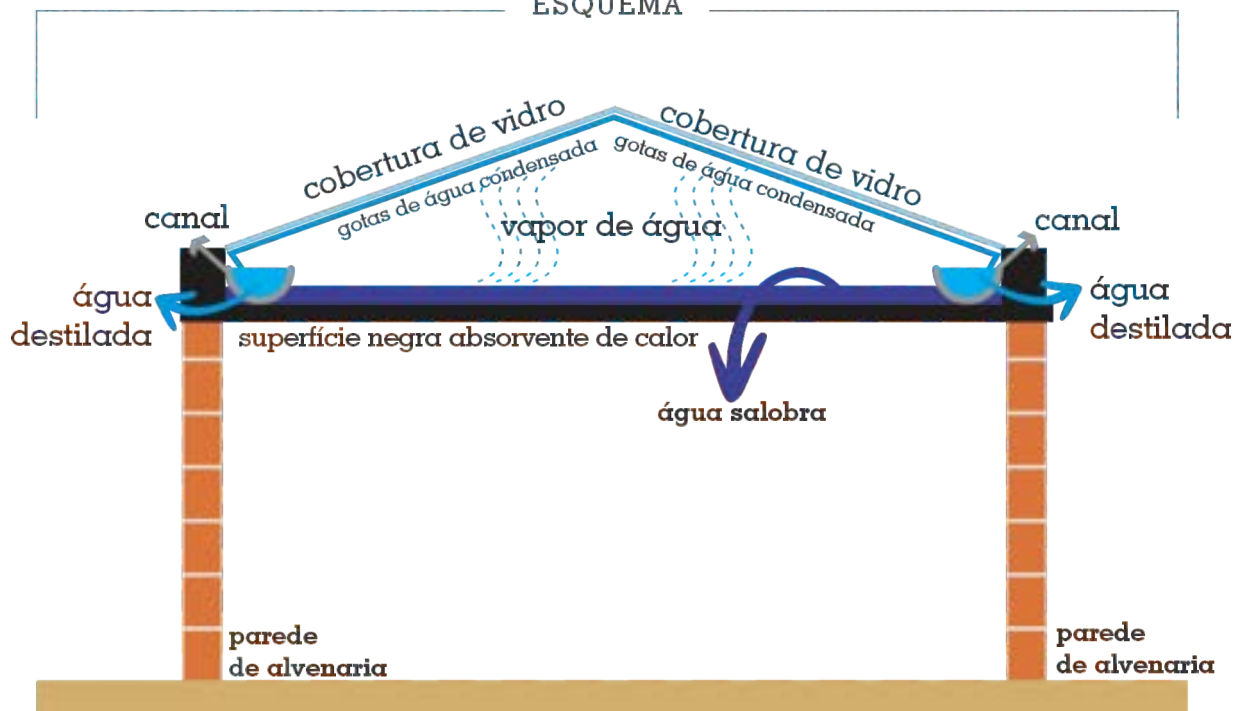 ESQUEMA
cobertura de vidro
cobertura de vidro
gotas de água condensada
gotas de água condensada
canal
vapor de água
canal
água
destilada
água
destilada
superfície negra absorvente de calor
água salobra
parede
de alvenaria
parede
de alvenaria